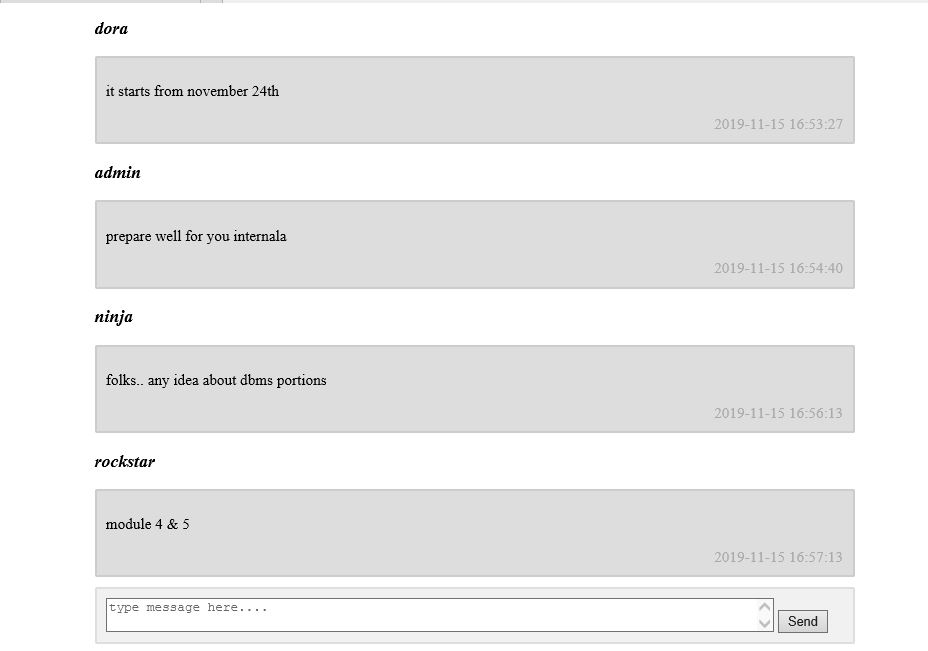 dora
it starts from november 24th
2019-11-15 16:53:27
admin
prepare well for you internala
2019-11-15 16:54:40
ninja
folks.. any idea about dbms portions
2019-11-15 16:56:13
rockstar
module 4 & 5
2019-11-15 16:57:13
type message here....
Send